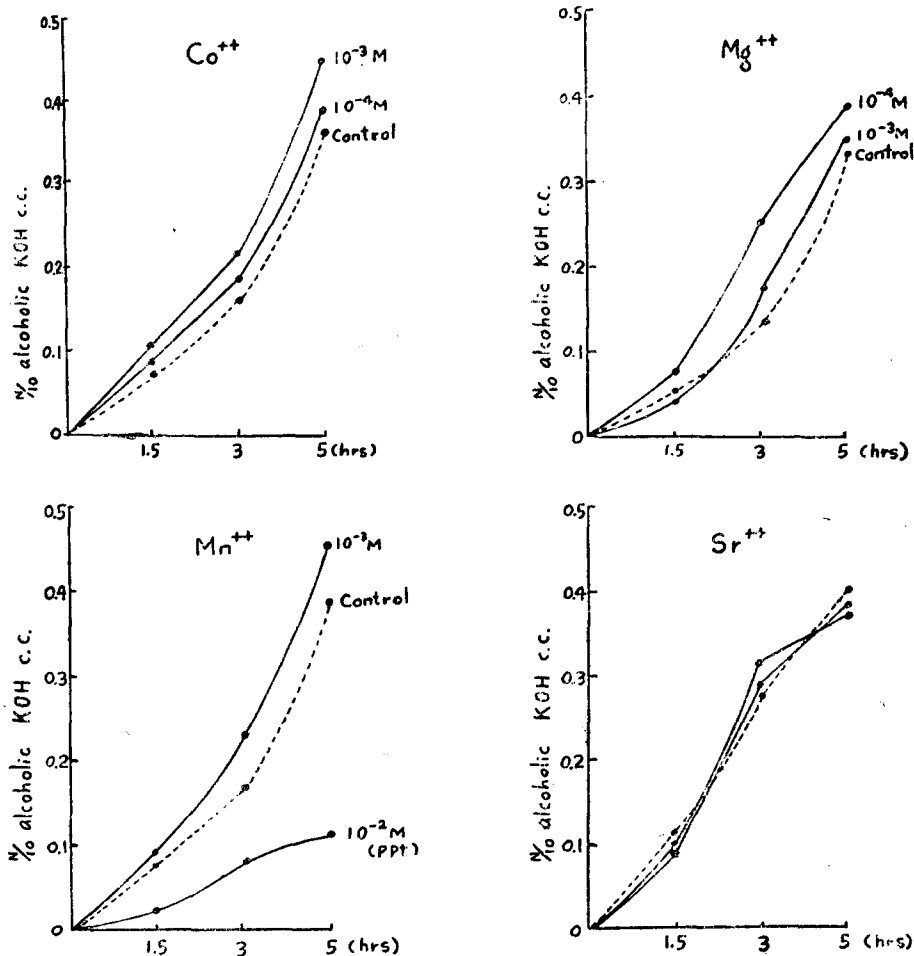 Co⁺⁺
0.5
0.4
0.3
0.2
0.1
0
N/10 alcoholic KOH c.c.
10⁻³M
10⁻⁴M
Control
1.5 3 5 (hrs)
Mg⁺⁺
0.5
0.4
0.3
0.2
0.1
0
N/10 alcoholic KOH c.c.
10⁻⁴M
10⁻³M
Control
1.5 3 5 (hrs)
Mn⁺⁺
0.5
0.4
0.3
0.2
0.1
0
N/10 alcoholic KOH c.c.
10⁻³M
Control
10⁻²M
(ppt)
1.5 3 5 (hrs)
Sr⁺⁺
0.5
0.4
0.3
0.2
0.1
0
N/10 alcoholic KOH c.c.
1.5 3 5 (hrs)